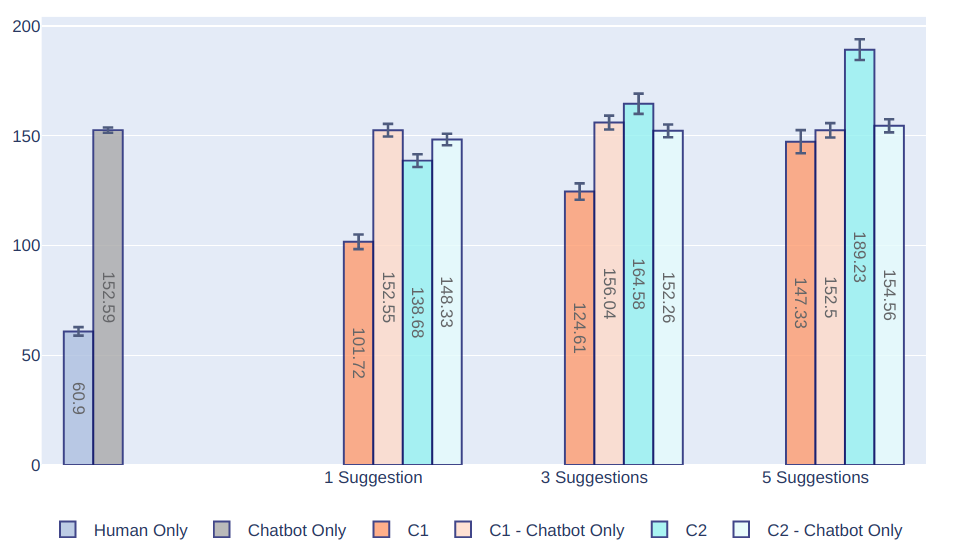 200
150
100
50
0
60.9
152.59
101.72
152.55
138.68
148.33
124.61
156.04
164.58
152.26
147.33
152.5
189.23
154.56
1 Suggestion
3 Suggestions
5 Suggestions
Human Only
Chatbot Only
C1
C1 - Chatbot Only
C2
C2 - Chatbot Only